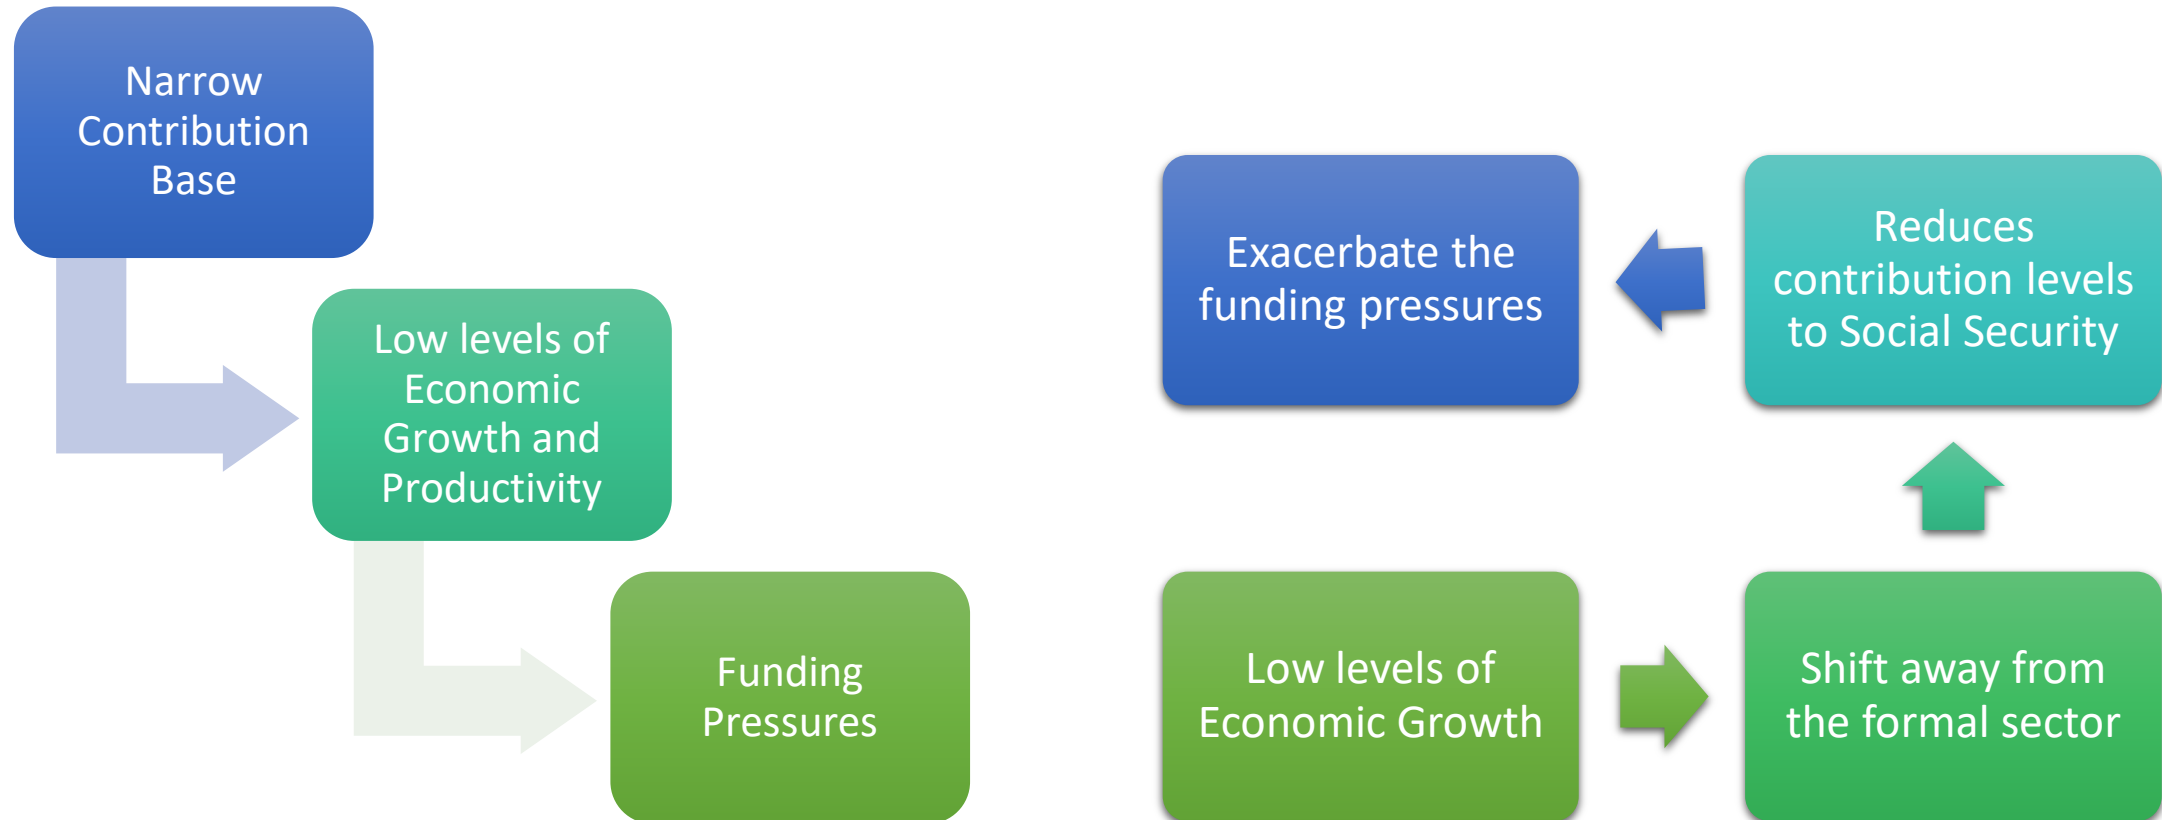 Narrow
Contribution
Base
Low levels of
Economic
Growth and
Productivity
Funding
Pressures
Low levels of
Economic Growth
Shift away from
the formal sector
Reduces
contribution levels
to Social Security
Exacerbate the
funding pressures